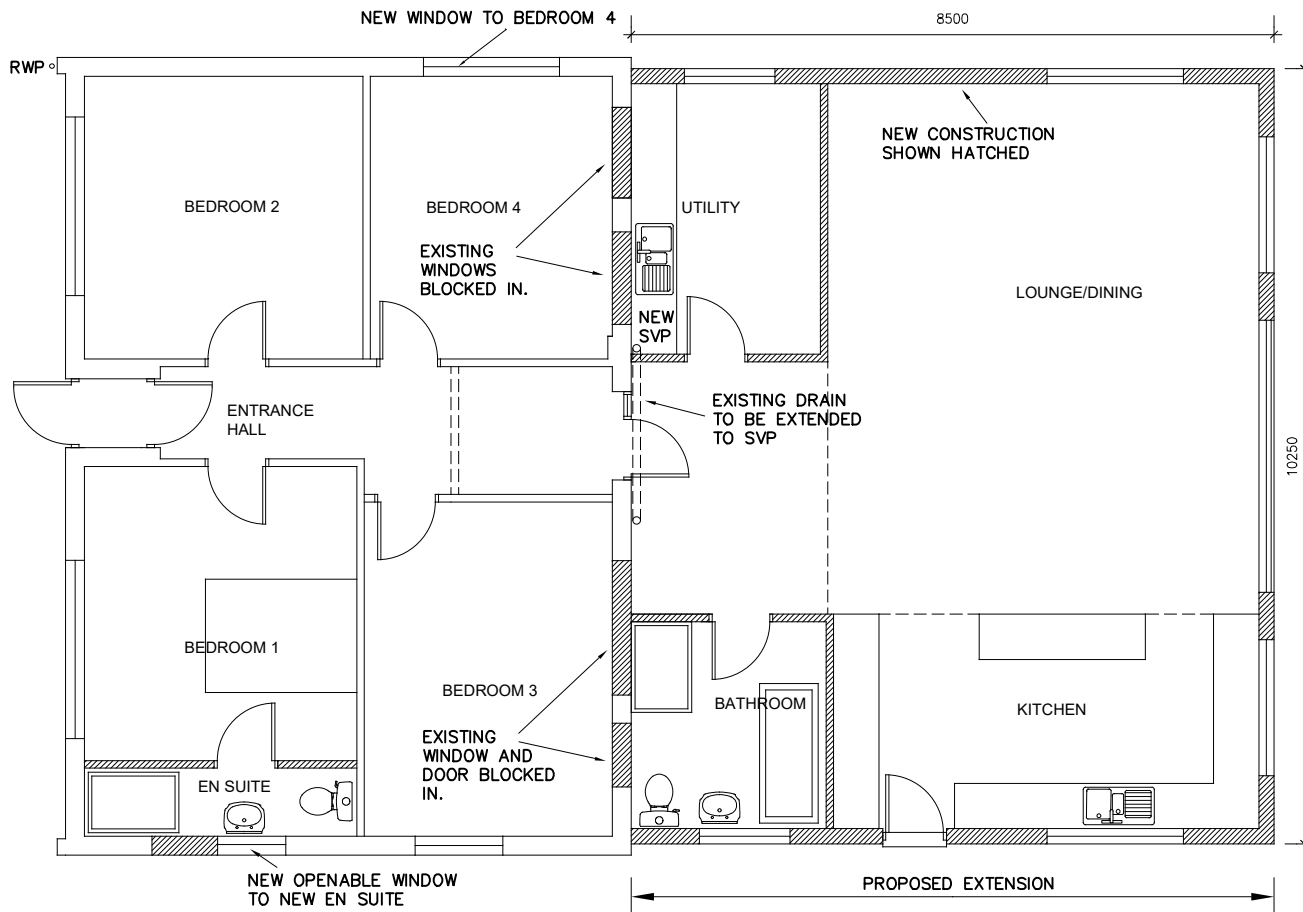 NEW WINDOW TO BEDROOM 4
8500
RWP
NEW CONSTRUCTION
SHOWN HATCHED
BEDROOM 2
BEDROOM 4
UTILITY
EXISTING
WINDOWS
BLOCKED IN.
LOUNGE/DINING
NEW
SVP
ENTRANCE
HALL
EXISTING DRAIN
TO BE EXTENDED
TO SVP
10250
BEDROOM 1
BEDROOM 3
BATHROOM
KITCHEN
EXISTING
WINDOW AND
DOOR BLOCKED
IN.
EN SUITE
NEW OPENABLE WINDOW
TO NEW EN SUITE
PROPOSED EXTENSION